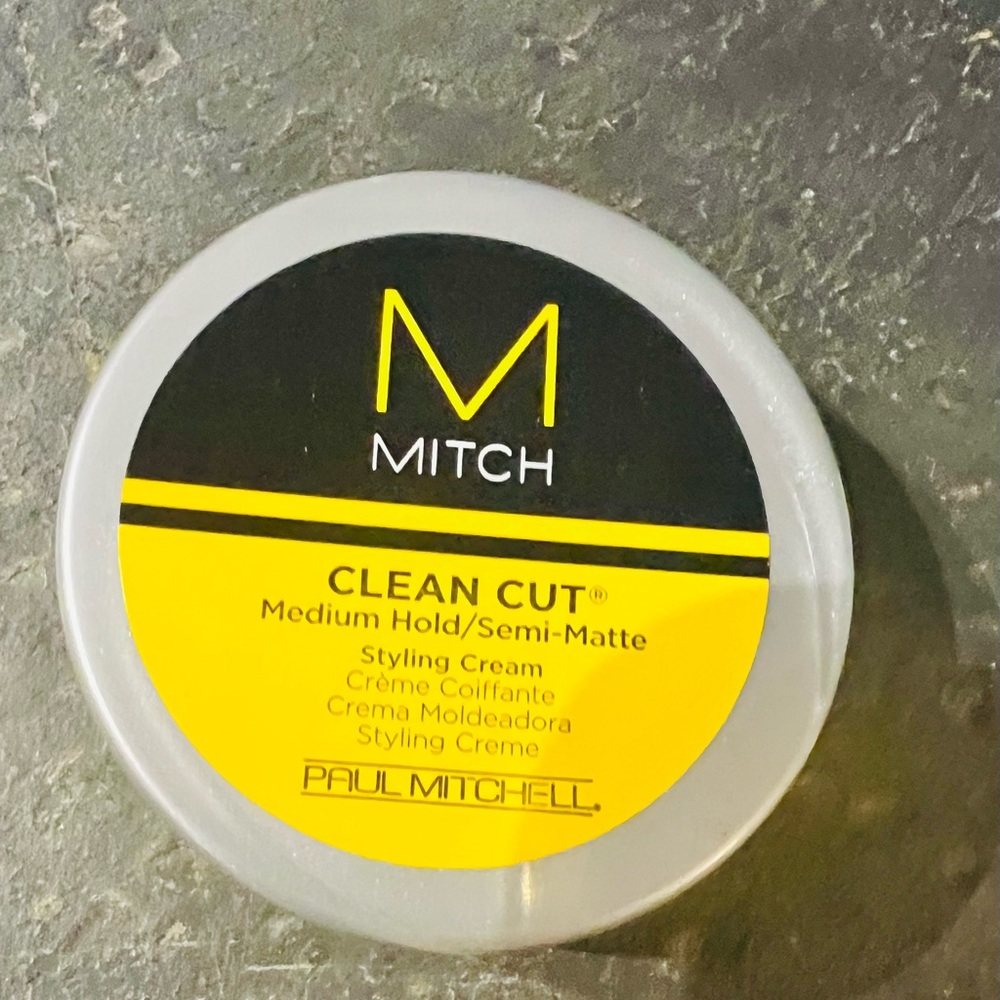 M
MITCH
CLEAN CUT®
Medium Hold/Semi-Matte
Styling Cream
Crème Coiffante
Crema Moldeadora
Styling Creme
PAUL MITCHELL®